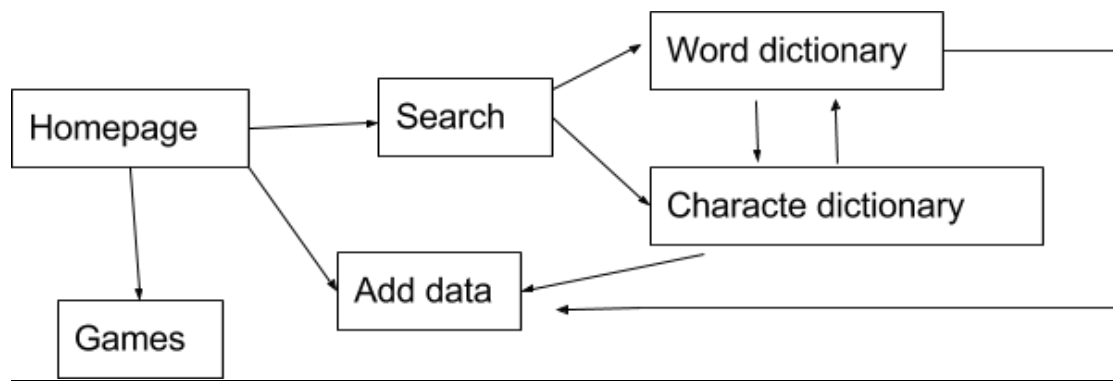 Word dictionary
Search
Homepage
Characte dictionary
Add data
Games